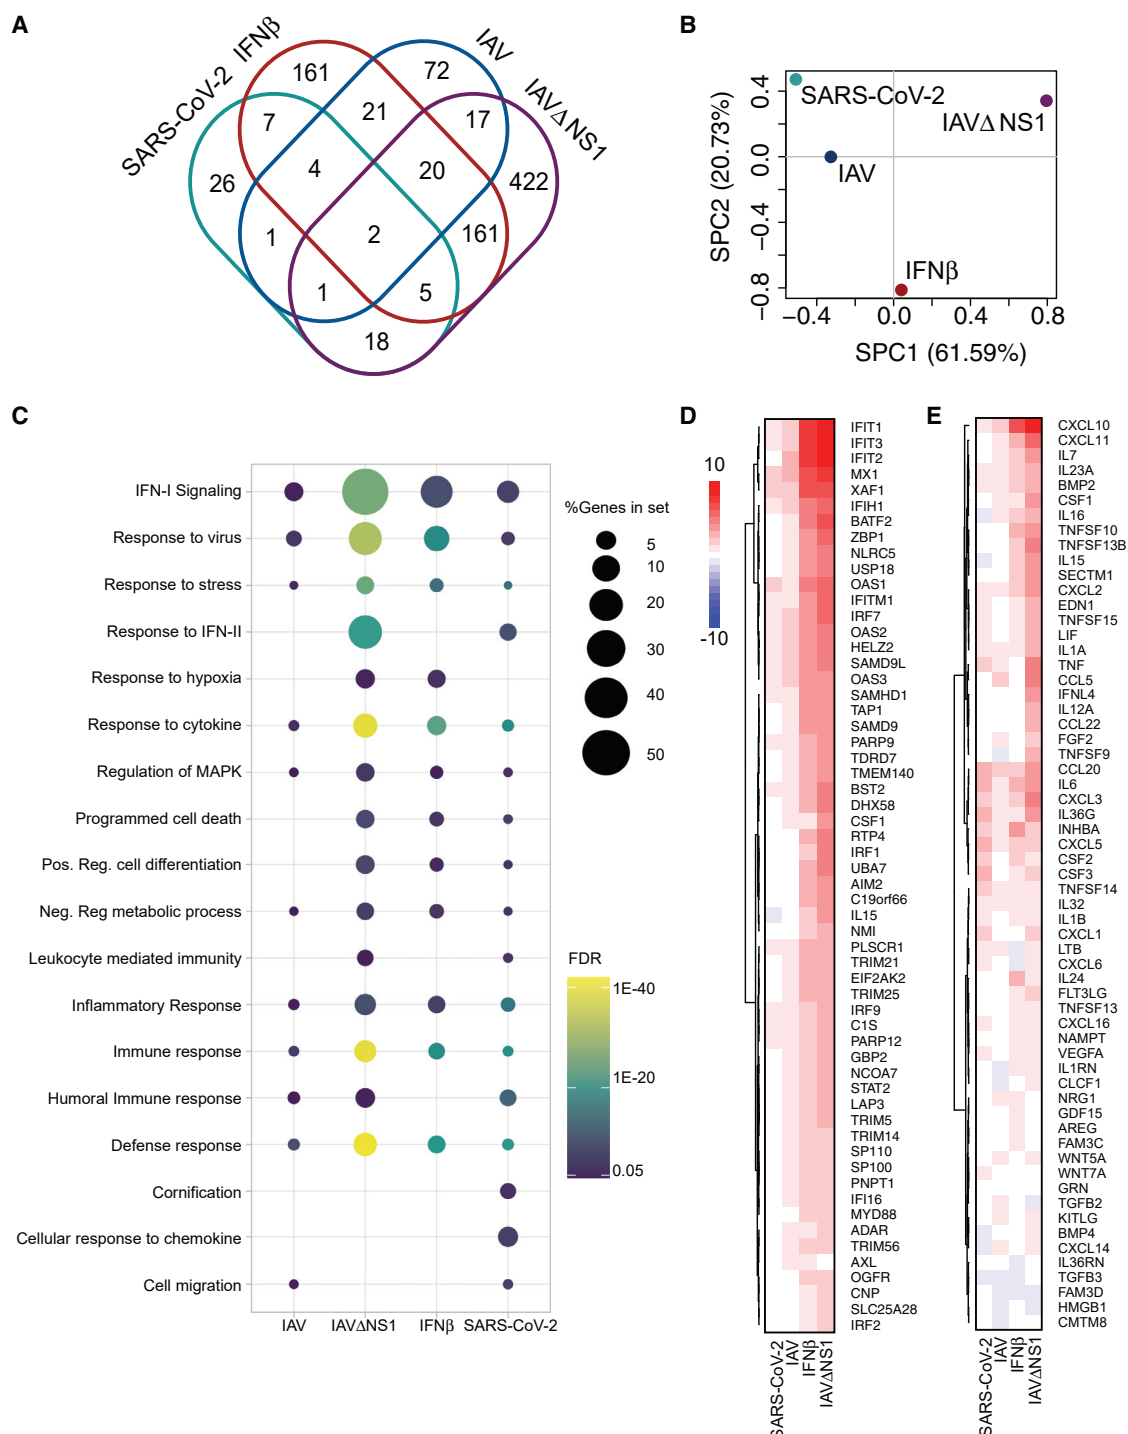 A
SARS-CoV-2
IFNβ
IAV
IAVΔNS1
161
72
7
21
17
26
4
20
422
1
2
161
1
5
18
B
SPC2 (20.73%)
0.4
0.0
−0.4
−0.8
SARS-CoV-2
IAVΔNS1
IAV
IFNβ
−0.4
0.0
0.4
0.8
SPC1 (61.59%)
C
IFN-I Signaling
Response to virus
Response to stress
Response to IFN-II
Response to hypoxia
Response to cytokine
Regulation of MAPK
Programmed cell death
Pos. Reg. cell differentiation
Neg. Reg metabolic process
Leukocyte mediated immunity
Inflammatory Response
Immune response
Humoral Immune response
Defense response
Cornification
Cellular response to chemokine
Cell migration
IAV
IAVΔNS1
IFNβ
SARS-CoV-2
%Genes in set
5
10
20
30
40
50
FDR
1E-40
1E-20
0.05
D
10
-10
IFIT1
IFIT3
IFIT2
MX1
XAF1
IFIH1
BATF2
ZBP1
NLRC5
USP18
OAS1
IFITM1
IRF7
OAS2
HELZ2
SAMD9L
OAS3
SAMHD1
TAP1
SAMD9
PARP9
TDRD7
TMEM140
BST2
DHX58
CSF1
RTP4
IRF1
UBA7
AIM2
C19orf66
IL15
NMI
PLSCR1
TRIM21
EIF2AK2
TRIM25
IRF9
C1S
PARP12
GBP2
NCOA7
STAT2
LAP3
TRIM5
TRIM14
SP110
SP100
PNPT1
IFI16
MYD88
ADAR
TRIM56
AXL
OGFR
CNP
SLC25A28
IRF2
SARS-CoV-2
IAV
IFNβ
IAVΔNS1
E
CXCL10
CXCL11
IL7
IL23A
BMP2
CSF1
IL16
TNFSF10
TNFSF13B
IL15
SECTM1
CXCL2
EDN1
TNFSF15
LIF
IL1A
TNF
CCL5
IFNL4
IL12A
CCL22
FGF2
TNFSF9
CCL20
IL6
CXCL3
IL36G
INHBA
CXCL5
CSF2
CSF3
TNFSF14
IL32
IL1B
CXCL1
LTB
CXCL6
IL24
FLT3LG
TNFSF13
CXCL16
NAMPT
VEGFA
IL1RN
CLCF1
NRG1
GDF15
AREG
FAM3C
WNT5A
WNT7A
GRN
TGFB2
KITLG
BMP4
CXCL14
IL36RN
TGFB3
FAM3D
HMGB1
CMTM8
SARS-CoV-2
IAV
IFNβ
IAVΔNS1